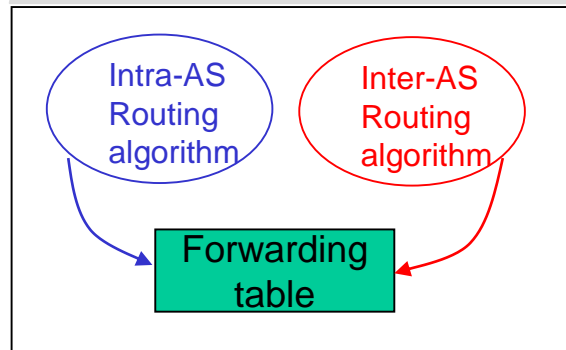 Intra-AS
Routing
algorithm
Inter-AS
Routing
algorithm
Forwarding
table